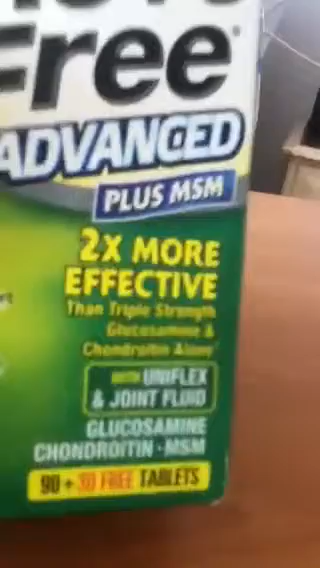 Free
ADVANCED
PLUS MSM
2X MORE
EFFECTIVE
Than Triple Strength
Glucosamine &
Chondroitin Alone
WITH UNIFLEX
& JOINT FLUID
GLUCOSAMINE
CHONDROITIN · MSM
90 + 30 FREE TABLETS